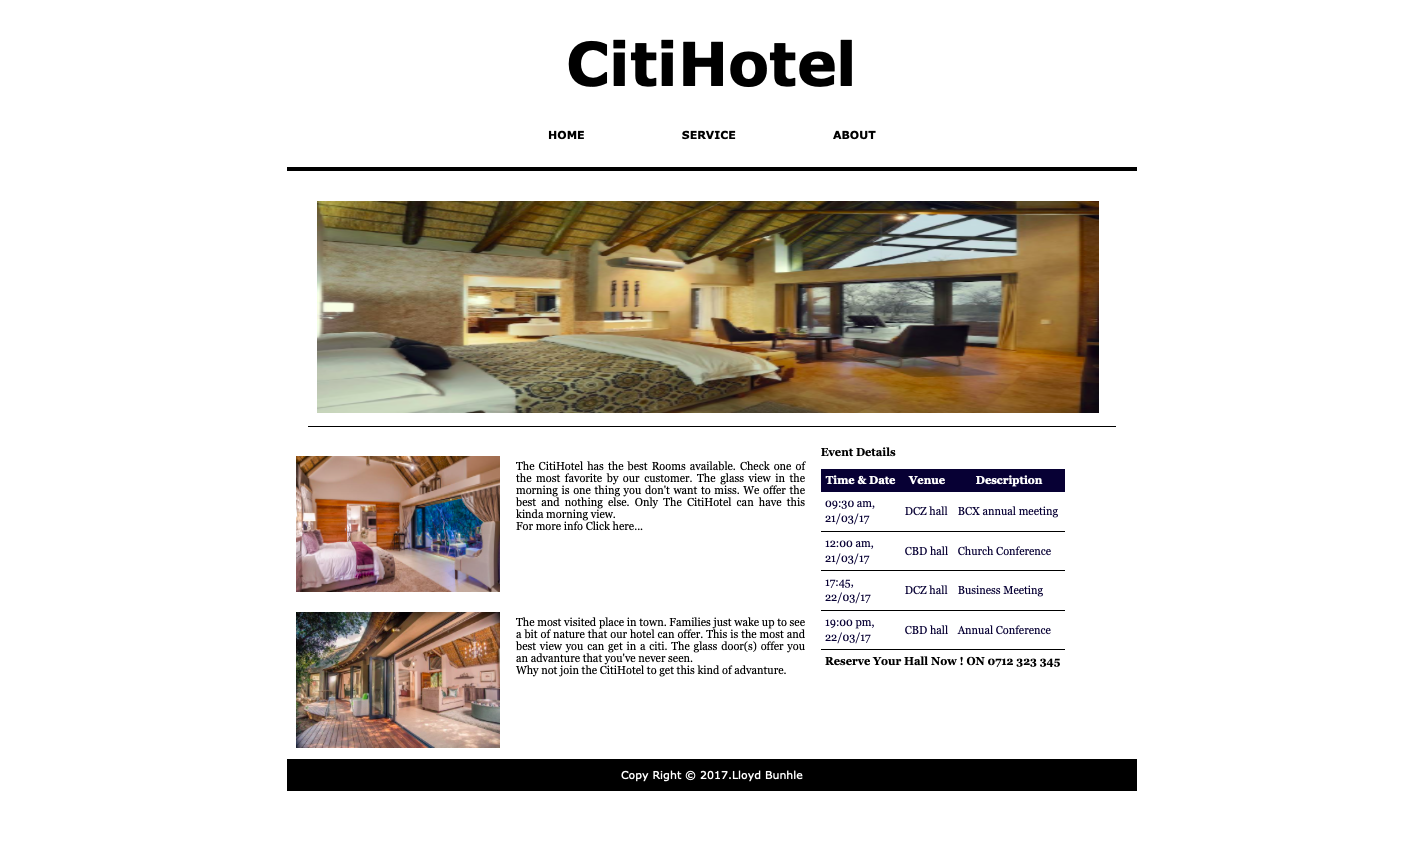 CitiHotel
HOME SERVICE ABOUT
The CitiHotel has the best Rooms available. Check one of
the most favorite by our customer. The glass view in the
morning is one thing you don't want to miss. We offer the
best and nothing else. Only The CitiHotel can have this
kinda morning view.
For more info Click here...
The most visited place in town. Families just wake up to see
a bit of nature that our hotel can offer. This is the most and
best view you can get in a citi. The glass door(s) offer you
an advanture that you've never seen.
Why not join the CitiHotel to get this kind of advanture.
Event Details
Time & Date Venue Description
09:30 am,
21/03/17 DCZ hall BCX annual meeting
12:00 am,
21/03/17 CBD hall Church Conference
17:45,
22/03/17 DCZ hall Business Meeting
19:00 pm,
22/03/17 CBD hall Annual Conference
Reserve Your Hall Now ! ON 0712 323 345
Copy Right © 2017.Lloyd Bunhle